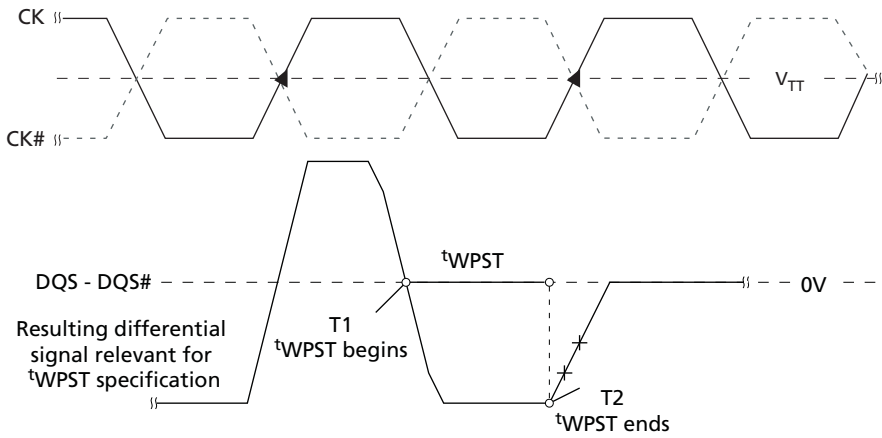 CK
V_TT
CK#
ᵗWPST
DQS - DQS#
0V
Resulting differential
signal relevant for
ᵗWPST specification
T1
ᵗWPST begins
T2
ᵗWPST ends